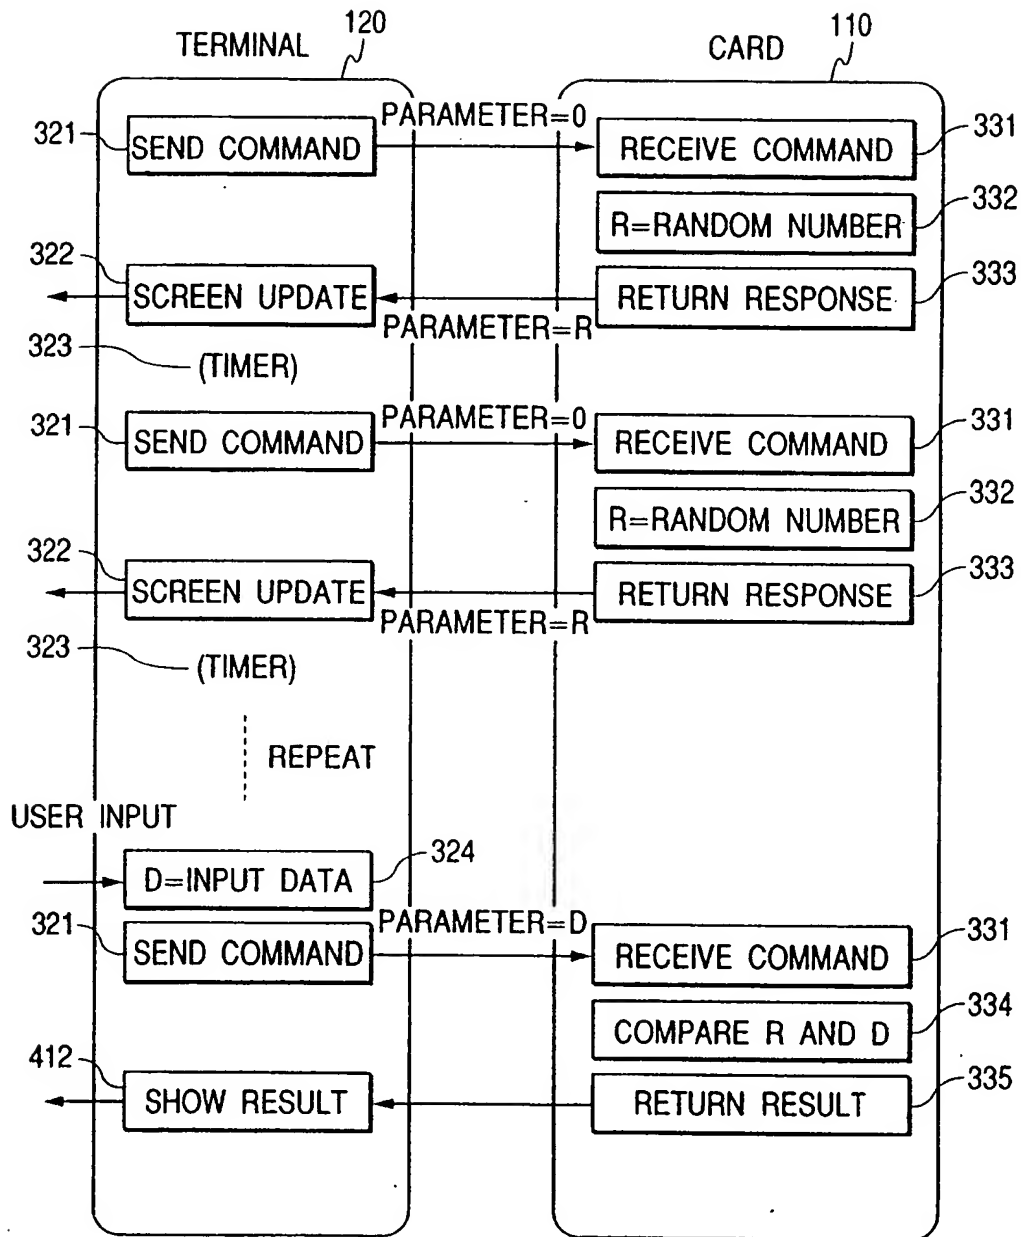 TERMINAL 120 CARD 110
PARAMETER=0
321 SEND COMMAND RECEIVE COMMAND 331
R=RANDOM NUMBER 332
322 SCREEN UPDATE RETURN RESPONSE 333
PARAMETER=R
323 (TIMER)
PARAMETER=0
321 SEND COMMAND RECEIVE COMMAND 331
R=RANDOM NUMBER 332
322 SCREEN UPDATE RETURN RESPONSE 333
PARAMETER=R
323 (TIMER)
REPEAT
USER INPUT
D=INPUT DATA 324
PARAMETER=D
321 SEND COMMAND RECEIVE COMMAND 331
COMPARE R AND D 334
412 SHOW RESULT RETURN RESULT 335